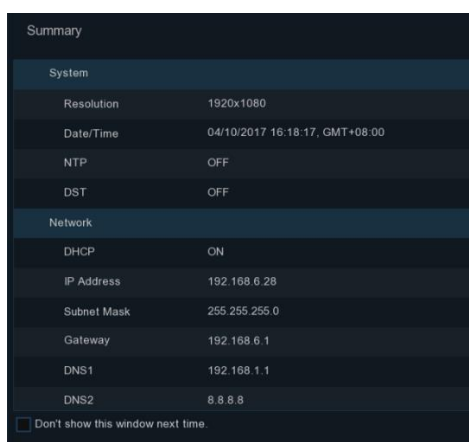 Summary
System
Resolution 1920x1080
Date/Time 04/10/2017 16:18:17, GMT+08:00
NTP OFF
DST OFF
Network
DHCP ON
IP Address 192.168.6.28
Subnet Mask 255.255.255.0
Gateway 192.168.6.1
DNS1 192.168.1.1
DNS2 8.8.8.8
Don't show this window next time.